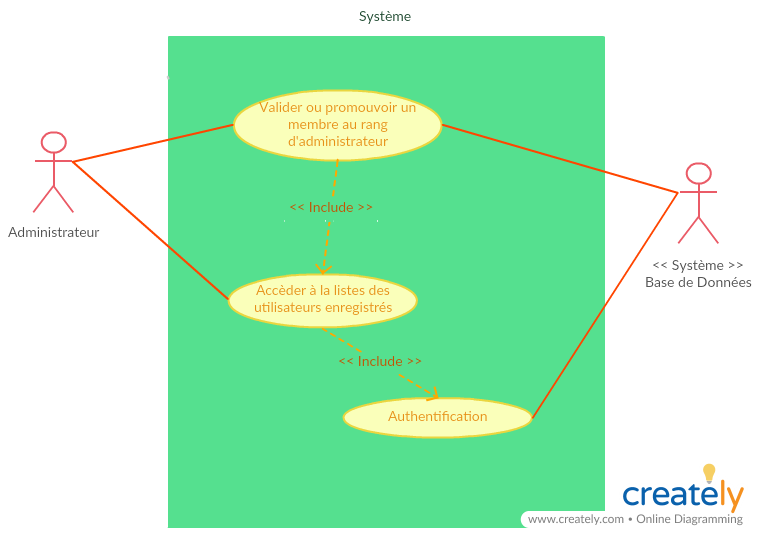 Système
Valider ou promouvoir un
membre au rang
d'administrateur
<< Include >>
Administrateur
<< Système >>
Base de Données
Accèder à la listes des
utilisateurs enregistrés
<< Include >>
Authentification
creately
www.creately.com • Online Diagramming